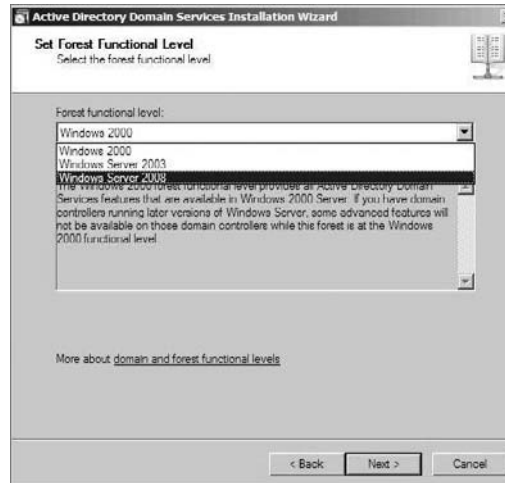 Active Directory Domain Services Installation Wizard
Set Forest Functional Level
Select the forest functional level
Forest functional level:
Windows 2000
Windows 2000
Windows Server 2003
Windows Server 2008
The Windows 2000 forest functional level provides all Active Directory Domain
Services features that are available in Windows 2000 Server. If you have domain
controllers running later versions of Windows Server, some advanced features will
not be available on those domain controllers while this forest is at the Windows
2000 functional level
More about domain and forest functional levels
< Back
Next >
Cancel